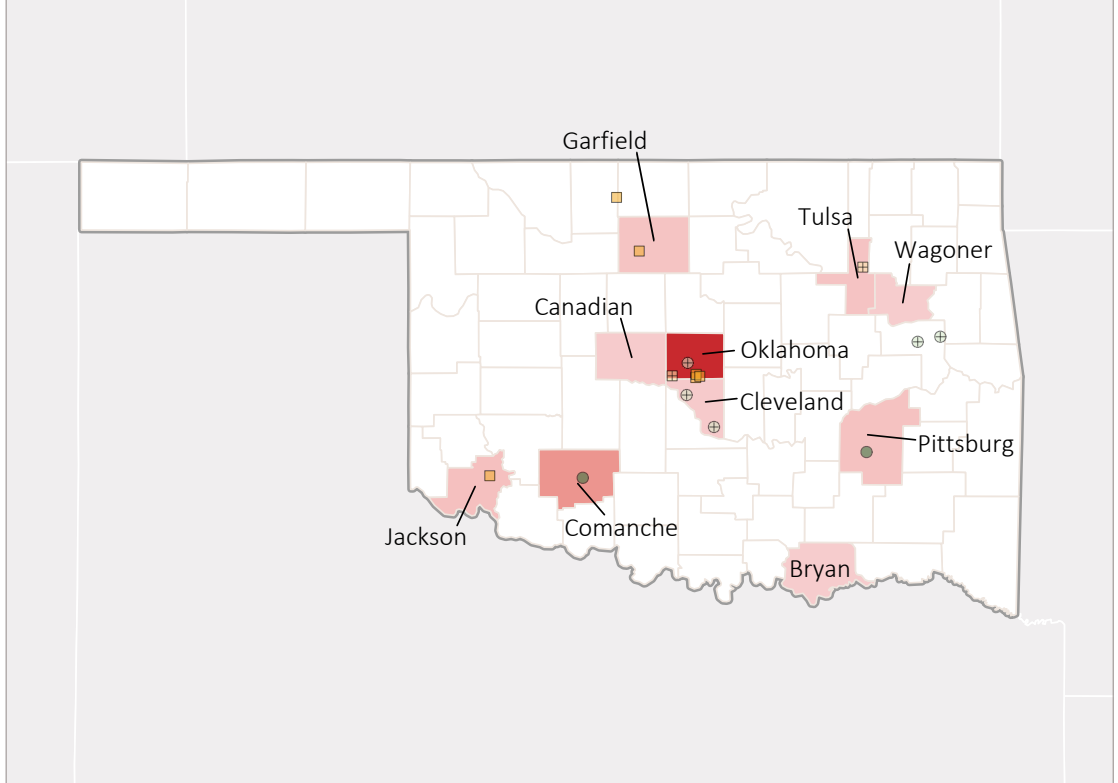 Garfield
Tulsa
Wagoner
Canadian
Oklahoma
Cleveland
Pittsburg
Jackson
Comanche
Bryan